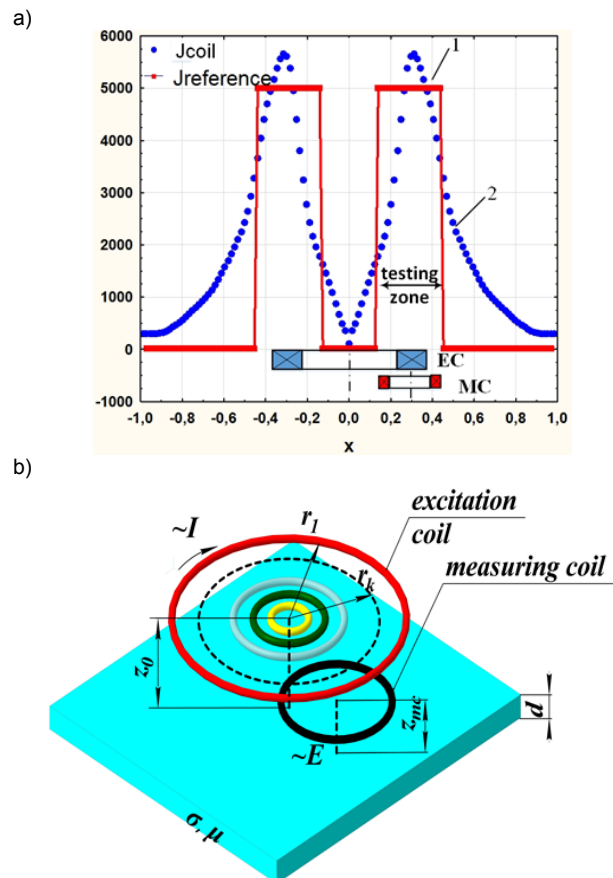 a)
Jcoil
Jreference
1
2
6000
5000
4000
3000
2000
1000
0
-1000
testing
zone
EC
MC
-1,0 -0,8 -0,6 -0,4 -0,2 0,0 0,2 0,4 0,6 0,8 1,0
x
b)
excitation
coil
measuring coil
~I
r1
rk
z0
zmc
d
~E
σ, μ